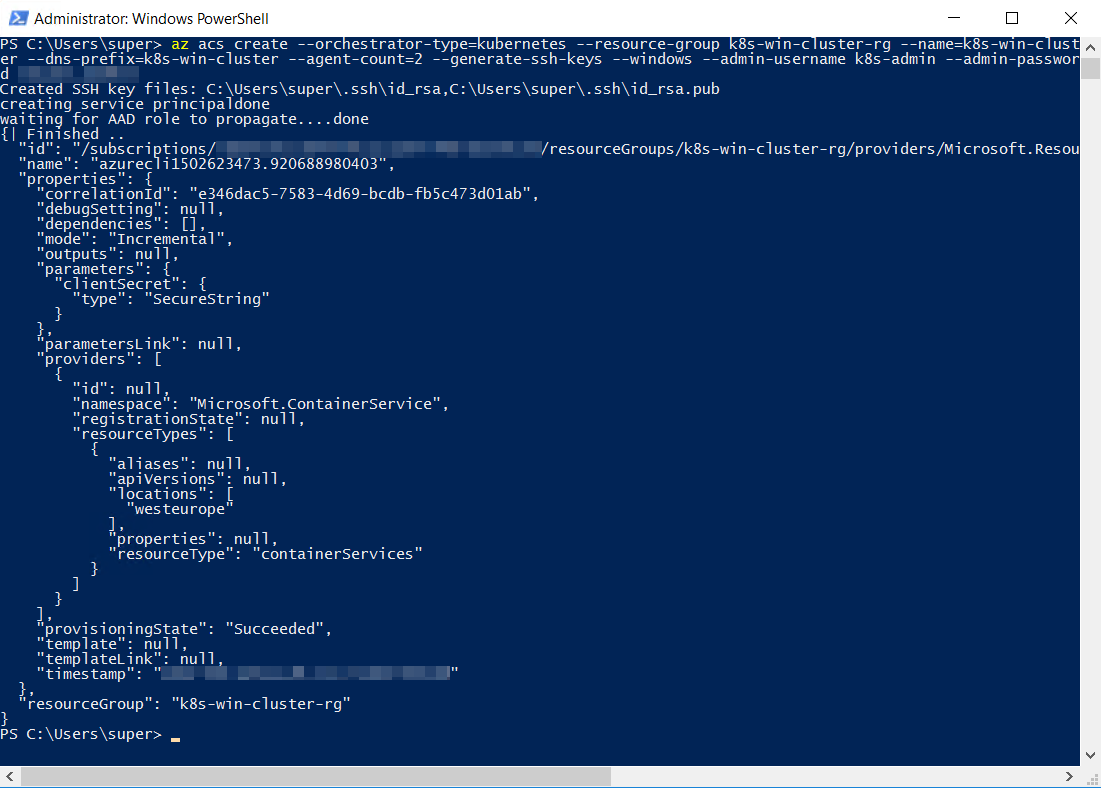 Administrator: Windows PowerShell
PS C:\Users\super> az acs create --orchestrator-type=kubernetes --resource-group k8s-win-cluster-rg --name=k8s-win-clust
er --dns-prefix=k8s-win-cluster --agent-count=2 --generate-ssh-keys --windows --admin-username k8s-admin --admin-passwor
d
Created SSH key files: C:\Users\super\.ssh\id_rsa,C:\Users\super\.ssh\id_rsa.pub
creating service principaldone
waiting for AAD role to propagate....done
{| Finished ..
  "id": "/subscriptions/ /resourceGroups/k8s-win-cluster-rg/providers/Microsoft.Resou
  "name": "azurecli1502623473.920688980403",
  "properties": {
    "correlationId": "e346dac5-7583-4d69-bcdb-fb5c473d01ab",
    "debugSetting": null,
    "dependencies": [],
    "mode": "Incremental",
    "outputs": null,
    "parameters": {
      "clientSecret": {
        "type": "SecureString"
      }
    },
    "parametersLink": null,
    "providers": [
      {
        "id": null,
        "namespace": "Microsoft.ContainerService",
        "registrationState": null,
        "resourceTypes": [
          {
            "aliases": null,
            "apiVersions": null,
            "locations": [
              "westeurope"
            ],
            "properties": null,
            "resourceType": "containerServices"
          }
        ]
      }
    ],
    "provisioningState": "Succeeded",
    "template": null,
    "templateLink": null,
    "timestamp": " "
  },
  "resourceGroup": "k8s-win-cluster-rg"
}
PS C:\Users\super>